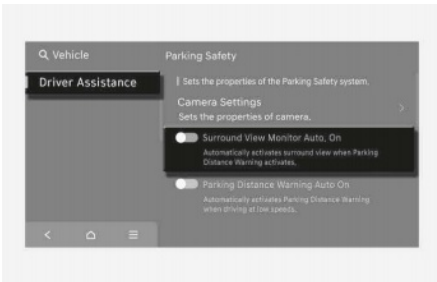 Vehicle
Parking Safety
Driver Assistance
Sets the properties of the Parking Safety system.
Camera Settings
Sets the properties of camera.
Surround View Monitor Auto, On
Automatically activates surround view when Parking
Distance Warning activates.
Parking Distance Warning Auto On
Automatically activates Parking Distance Warning
when driving at low speeds.